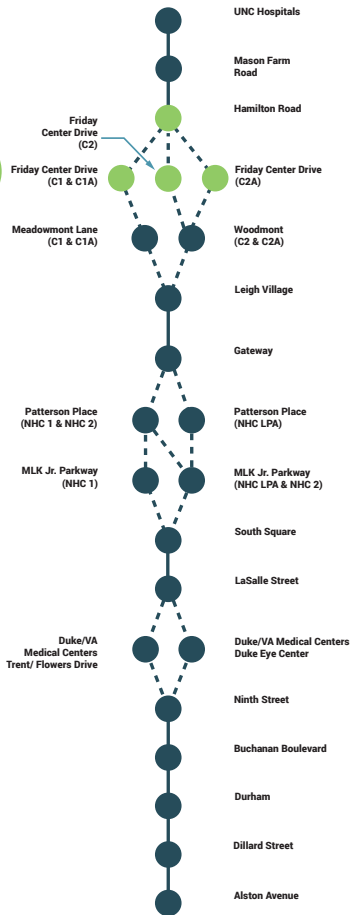 UNC Hospitals
Mason Farm
Road
Hamilton Road
Friday
Center Drive
(C2)
Friday Center Drive
(C1 & C1A)
Friday Center Drive
(C2A)
Meadowmont Lane
(C1 & C1A)
Woodmont
(C2 & C2A)
Leigh Village
Gateway
Patterson Place
(NHC 1 & NHC 2)
Patterson Place
(NHC LPA)
MLK Jr. Parkway
(NHC 1)
MLK Jr. Parkway
(NHC LPA & NHC 2)
South Square
LaSalle Street
Duke/VA
Medical Centers
Trent/ Flowers Drive
Duke/VA Medical Centers
Duke Eye Center
Ninth Street
Buchanan Boulevard
Durham
Dillard Street
Alston Avenue